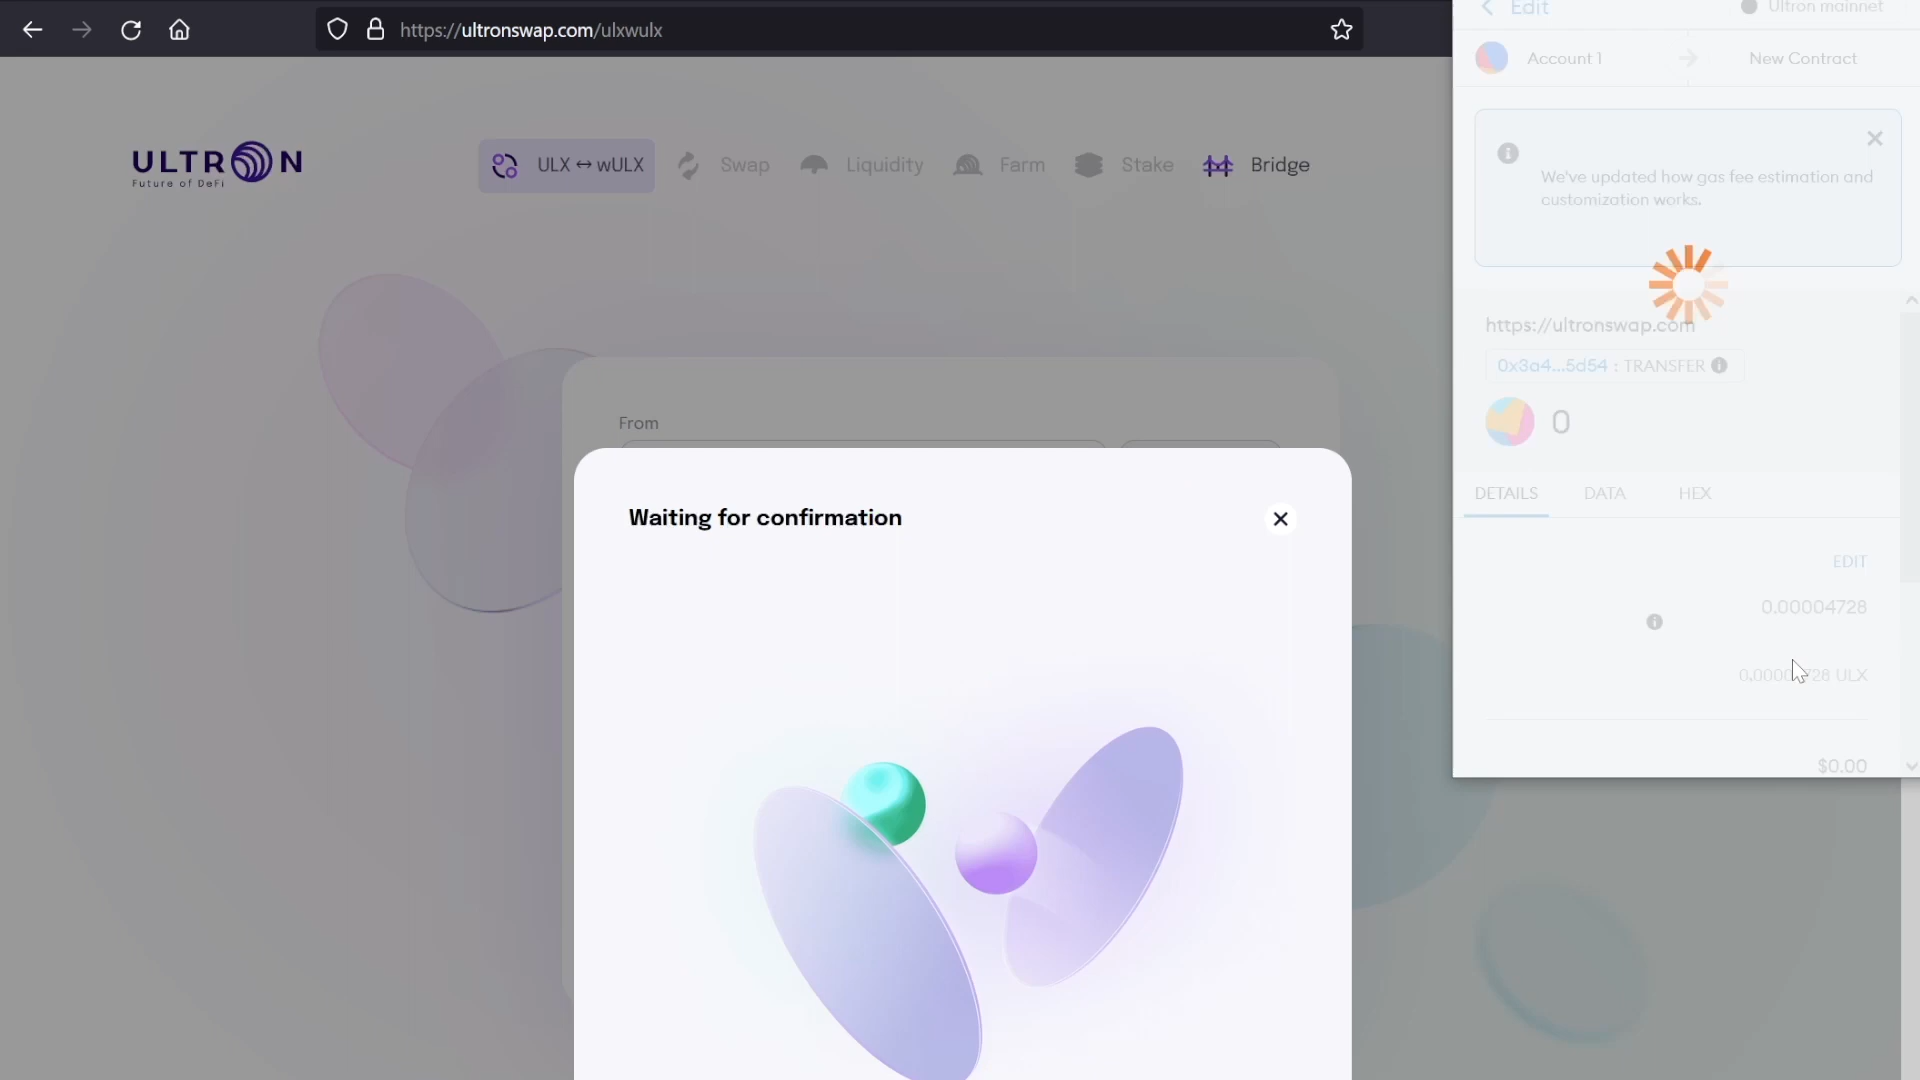 https://ultronswap.com/ulxwulx
Edit
Ultron mainnet
Account 1
New Contract
ULTRON
Future of DeFi
ULX ↔ wULX
Swap
Liquidity
Farm
Stake
Bridge
We've updated how gas fee estimation and
customization works.
https://ultronswap.com
0x3a4...5d54 : TRANSFER
0
From
DETAILS
DATA
HEX
Waiting for confirmation
EDIT
0.00004728
ULX
$0.00